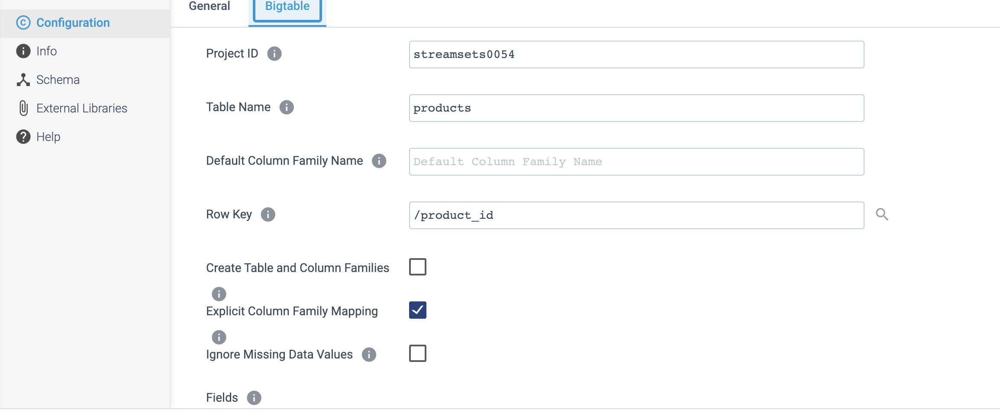 General
Bigtable
Configuration
Info
Schema
External Libraries
Help
Project ID
streamsets0054
Table Name
products
Default Column Family Name
Default Column Family Name
Row Key
/product_id
Create Table and Column Families
Explicit Column Family Mapping
Ignore Missing Data Values
Fields